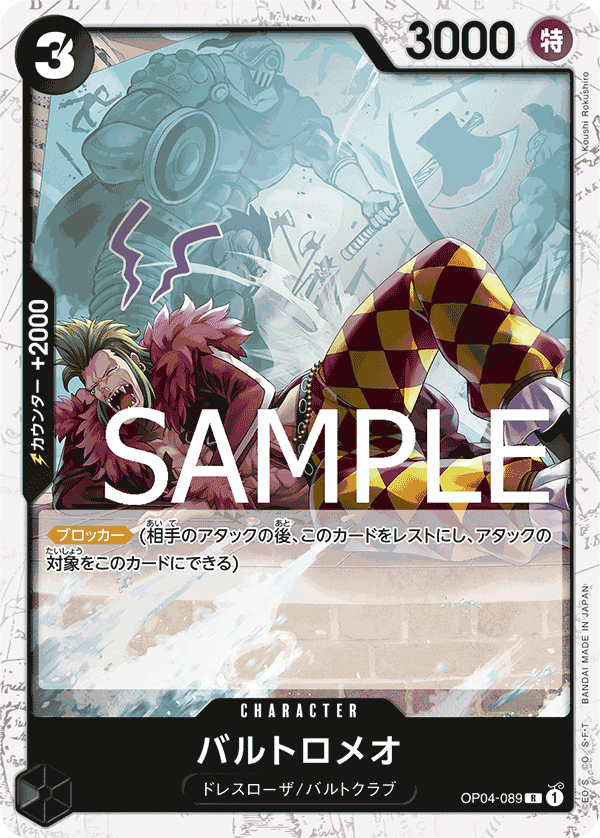 3
3000 特
Koushi Rokushiro
カウンター +2000
SAMPLE
ブロッカー (相手のアタックの後、このカードをレストにし、アタックの
対象をこのカードにできる)
CHARACTER
バルトロメオ
ドレスローザ/バルトクラブ
OP04-089 R 1
©E.O./S.,S・F・T BANDAI MADE IN JAPAN